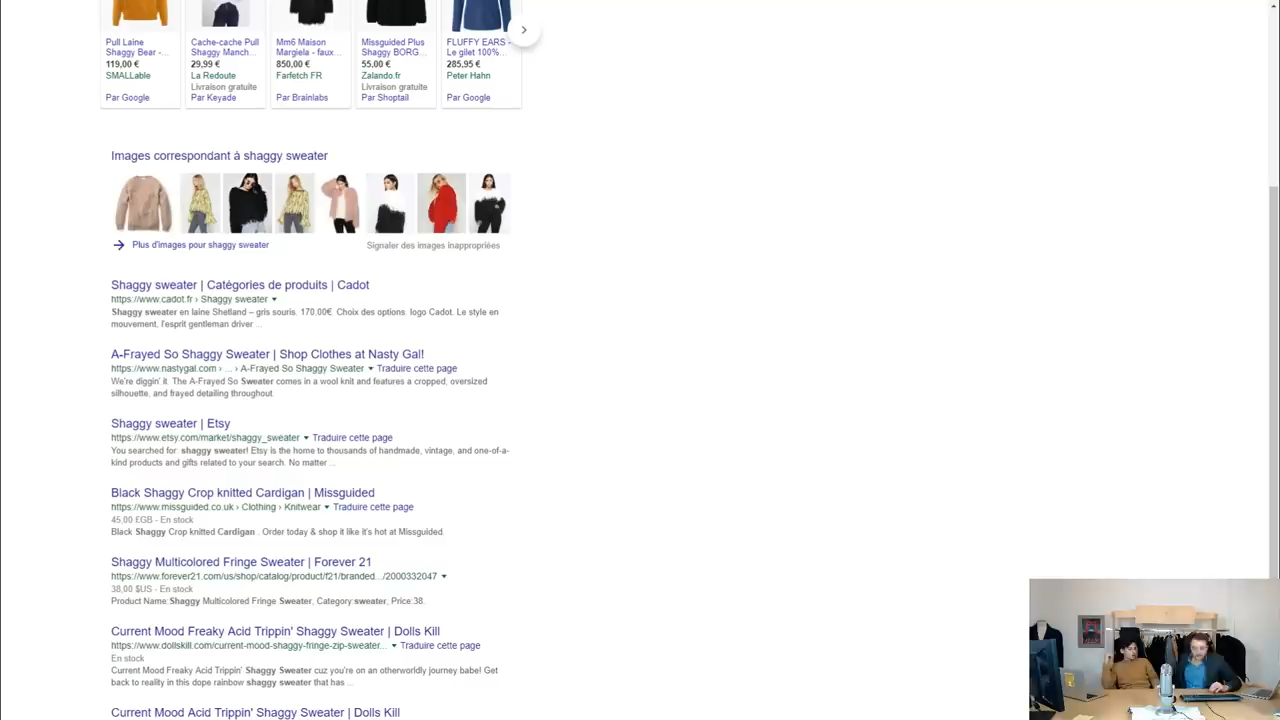 Pull Laine
Shaggy Bear -...
119,00 €
SMALLable
Par Google
Cache-cache Pull
Shaggy Manch...
29,99 €
La Redoute
Livraison gratuite
Par Keyade
Mm6 Maison
Margiela - faux...
850,00 €
Farfetch FR
Par Brainlabs
Missguided Plus
Shaggy BORG...
55,00 €
Zalando.fr
Livraison gratuite
Par Shoptail
FLUFFY EARS -
Le gilet 100%...
285,95 €
Peter Hahn
Par Google
Images correspondant à shaggy sweater
Plus d'images pour shaggy sweater
Signaler des images inappropriées
Shaggy sweater | Catégories de produits | Cadot
https://www.cadot.fr › Shaggy sweater
Shaggy sweater en laine Shetland – gris souris. 170.00€. Choix des options. logo Cadot. Le style en
mouvement, l'esprit gentleman driver ...
A-Frayed So Shaggy Sweater | Shop Clothes at Nasty Gal!
https://www.nastygal.com › ... › A-Frayed So Shaggy Sweater Traduire cette page
We're diggin' it. The A-Frayed So Sweater comes in a wool knit and features a cropped, oversized
silhouette, and frayed detailing throughout.
Shaggy sweater | Etsy
https://www.etsy.com/market/shaggy_sweater Traduire cette page
You searched for: shaggy sweater! Etsy is the home to thousands of handmade, vintage, and one-of-a-
kind products and gifts related to your search. No matter ...
Black Shaggy Crop knitted Cardigan | Missguided
https://www.missguided.co.uk › Clothing › Knitwear Traduire cette page
45,00 £GB - En stock
Black Shaggy Crop knitted Cardigan . Order today & shop it like it's hot at Missguided.
Shaggy Multicolored Fringe Sweater | Forever 21
https://www.forever21.com/us/shop/catalog/product/f21/branded.../2000332047
38,00 $US - En stock
Product Name:Shaggy Multicolored Fringe Sweater, Category:sweater, Price:38.
Current Mood Freaky Acid Trippin' Shaggy Sweater | Dolls Kill
https://www.dollskill.com/current-mood-shaggy-fringe-zip-sweater... Traduire cette page
En stock
Current Mood Freaky Acid Trippin' Shaggy Sweater cuz you're on an otherworldly journey babe! Get
back to reality in this dope rainbow shaggy sweater that has ...
Current Mood Acid Trippin' Shaggy Sweater | Dolls Kill